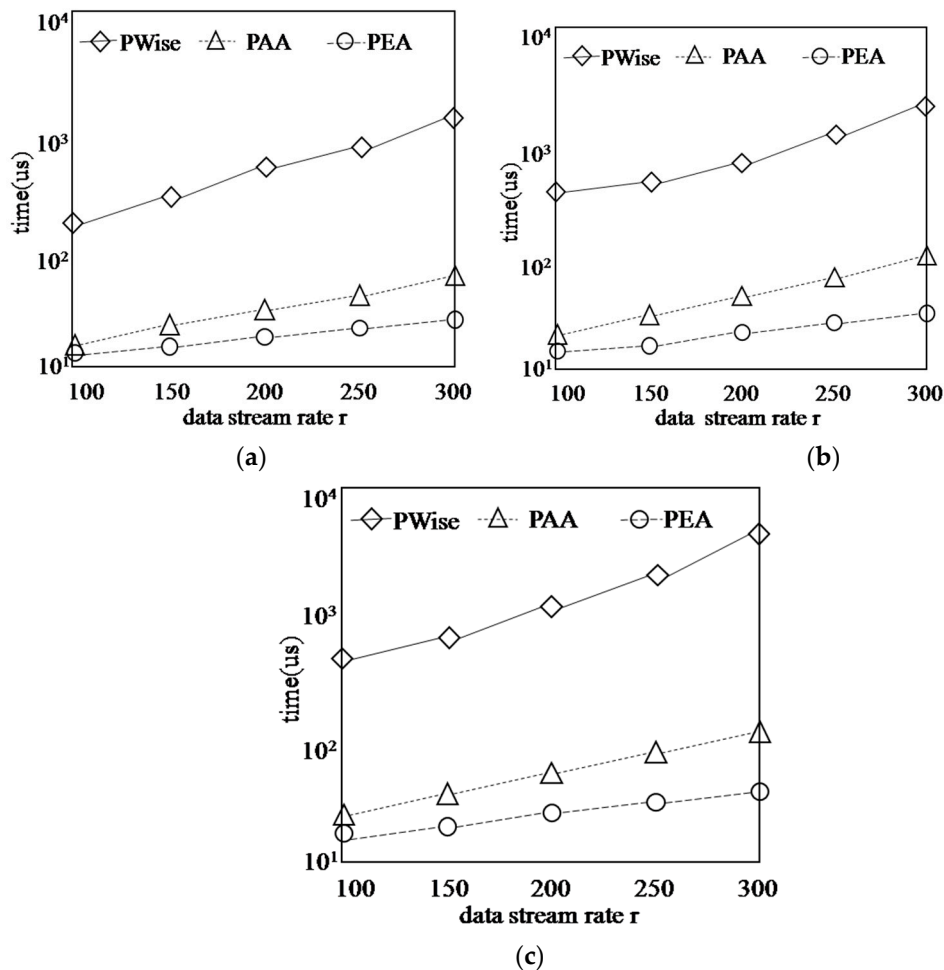 10⁴
PWise PAA PEA
10³
time(us)
10²
10¹
100 150 200 250 300
data stream rate r
(a)
10⁴
PWise PAA PEA
10³
time(us)
10²
10¹
100 150 200 250 300
data stream rate r
(b)
10⁴
PWise PAA PEA
10³
time(us)
10²
10¹
100 150 200 250 300
data stream rate r
(c)